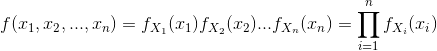 f(x_1, x_2, ..., x_n) = f_{X_1}(x_1) f_{X_2}(x_2)...f_{X_n}(x_n) = \prod_{i=1}^{n} f_{X_i}(x_i)